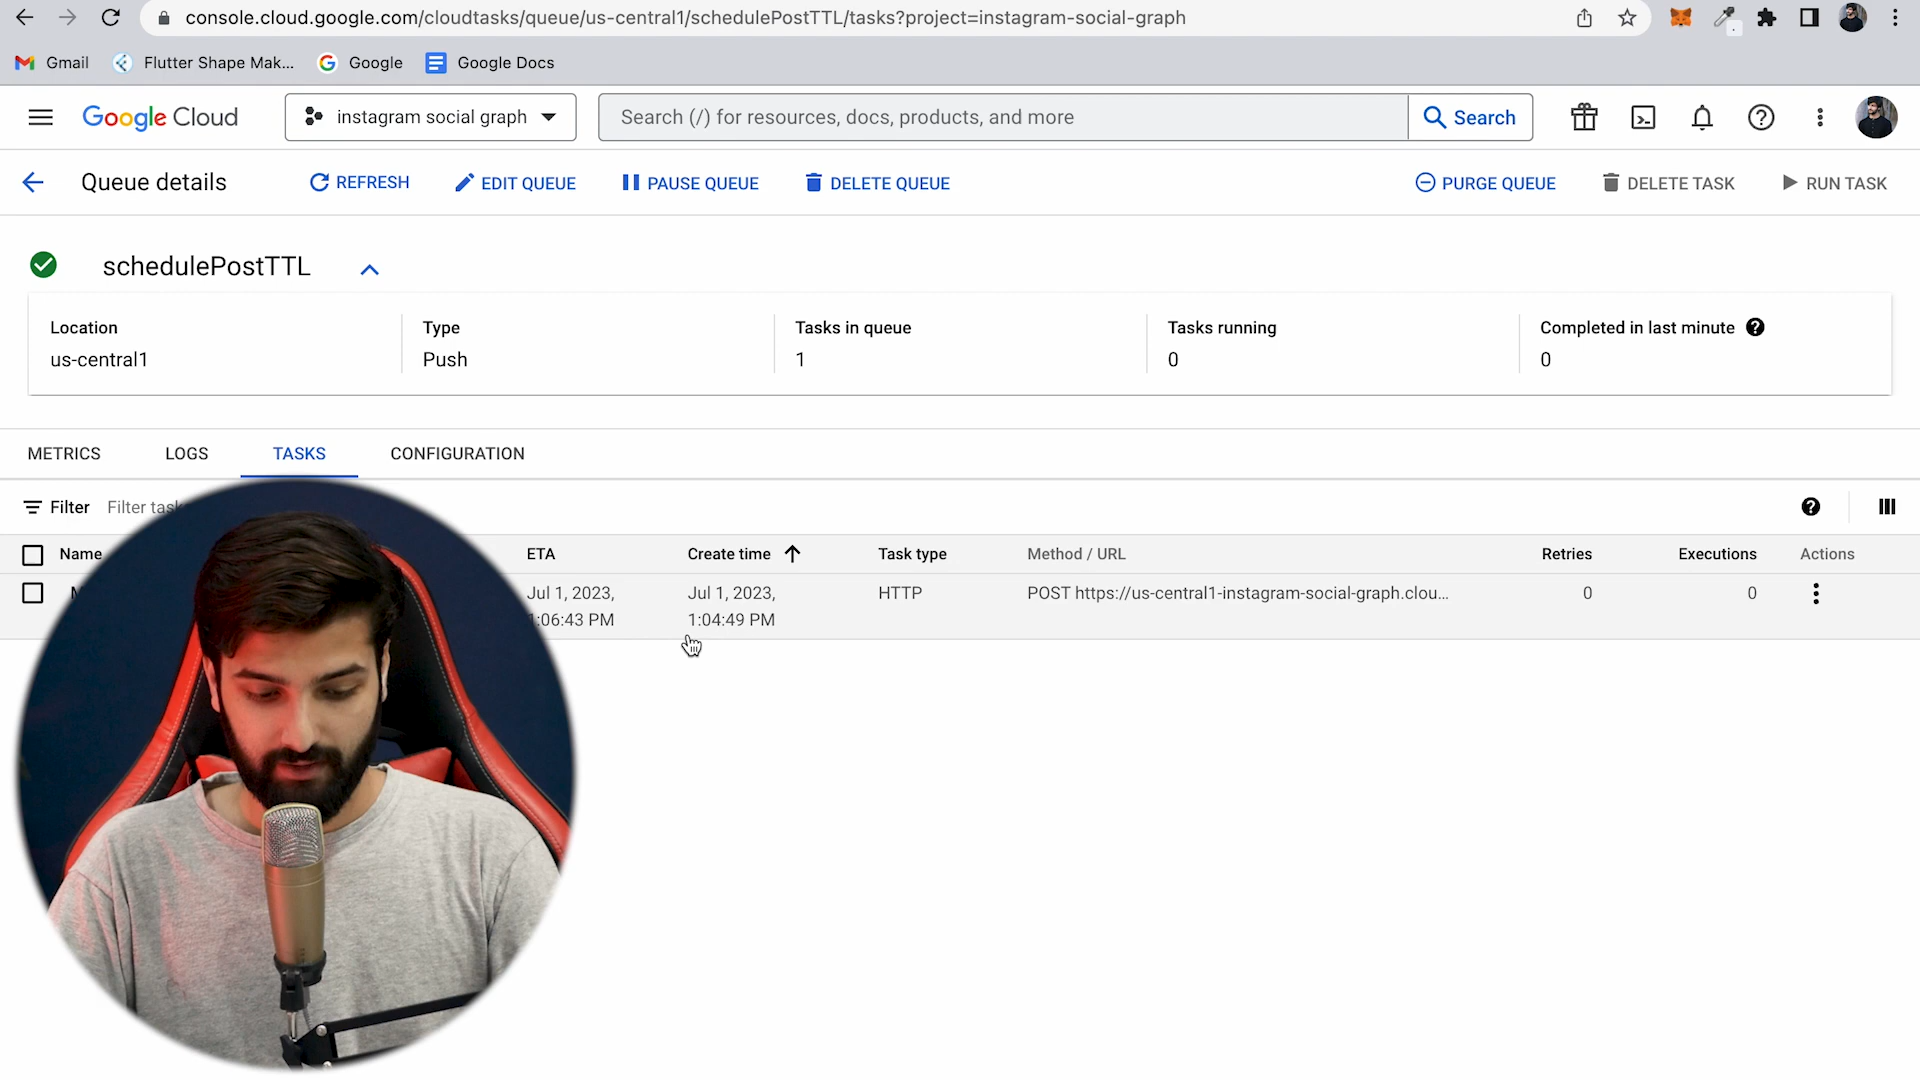 console.cloud.google.com/cloudtasks/queue/us-central1/schedulePostTTL/tasks?project=instagram-social-graph
Gmail
Flutter Shape Mak...
Google
Google Docs
Google Cloud
instagram social graph
Search (/) for resources, docs, products, and more
Search
Queue details
REFRESH
EDIT QUEUE
PAUSE QUEUE
DELETE QUEUE
PURGE QUEUE
DELETE TASK
RUN TASK
schedulePostTTL
Location
us-central1
Type
Push
Tasks in queue
1
Tasks running
0
Completed in last minute
0
METRICS
LOGS
TASKS
CONFIGURATION
Filter
Filter
Name
ETA
Create time
Task type
Method / URL
Retries
Executions
Actions
Jul 1, 2023,
:06:43 PM
Jul 1, 2023,
1:04:49 PM
HTTP
POST https://us-central1-instagram-social-graph.clou...
0
0